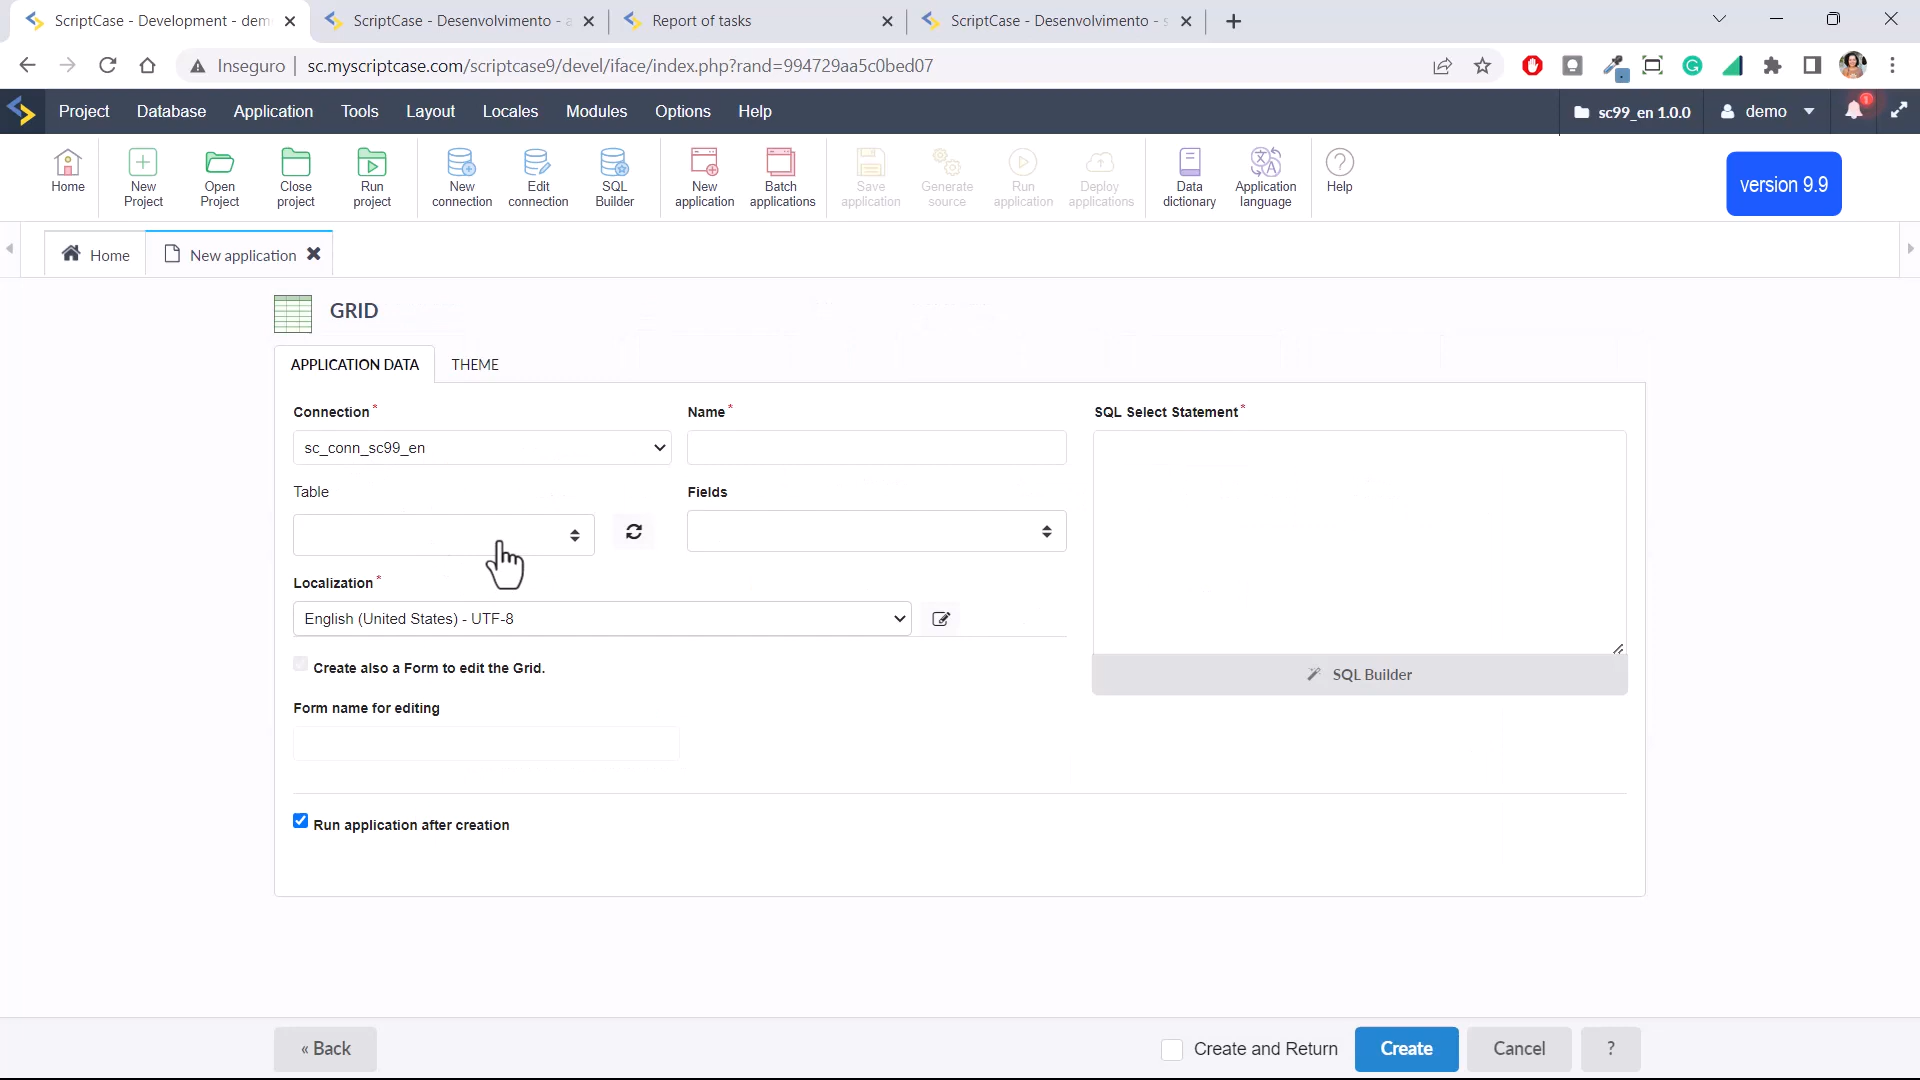 ScriptCase - Development - dem
ScriptCase - Desenvolvimento - a
Report of tasks
ScriptCase - Desenvolvimento - s
Inseguro | sc.myscriptcase.com/scriptcase9/devel/iface/index.php?rand=994729aa5c0bed07
Project Database Application Tools Layout Locales Modules Options Help
sc99_en 1.0.0
demo
1
Home
New Project
Open Project
Close project
Run project
New connection
Edit connection
SQL Builder
New application
Batch applications
Save application
Generate source
Run application
Deploy applications
Data dictionary
Application language
Help
version 9.9
Home
New application
GRID
APPLICATION DATA
THEME
Connection *
Name *
SQL Select Statement *
sc_conn_sc99_en
Table
Fields
Localization *
English (United States) - UTF-8
Create also a Form to edit the Grid.
SQL Builder
Form name for editing
Run application after creation
« Back
Create and Return
Create
Cancel
?